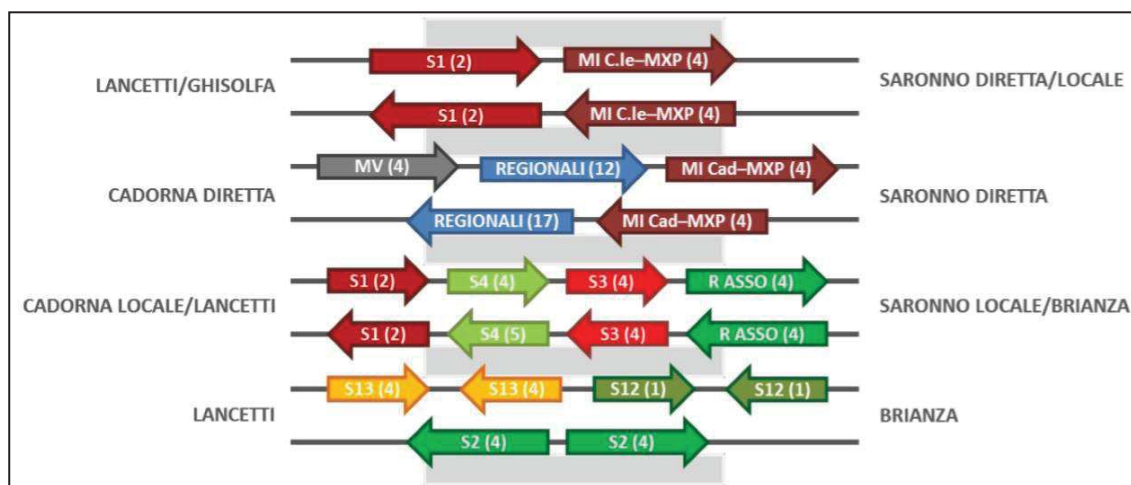 S1 (2)
MI C.le–MXP (4)
LANCETTI/GHISOLFA
SARONNO DIRETTA/LOCALE
S1 (2)
MI C.le–MXP (4)
MV (4)
REGIONALI (12)
MI Cad–MXP (4)
CADORNA DIRETTA
SARONNO DIRETTA
REGIONALI (17)
MI Cad–MXP (4)
S1 (2)
S4 (4)
S3 (4)
R ASSO (4)
CADORNA LOCALE/LANCETTI
SARONNO LOCALE/BRIANZA
S1 (2)
S4 (5)
S3 (4)
R ASSO (4)
S13 (4)
S13 (4)
S12 (1)
S12 (1)
LANCETTI
BRIANZA
S2 (4)
S2 (4)